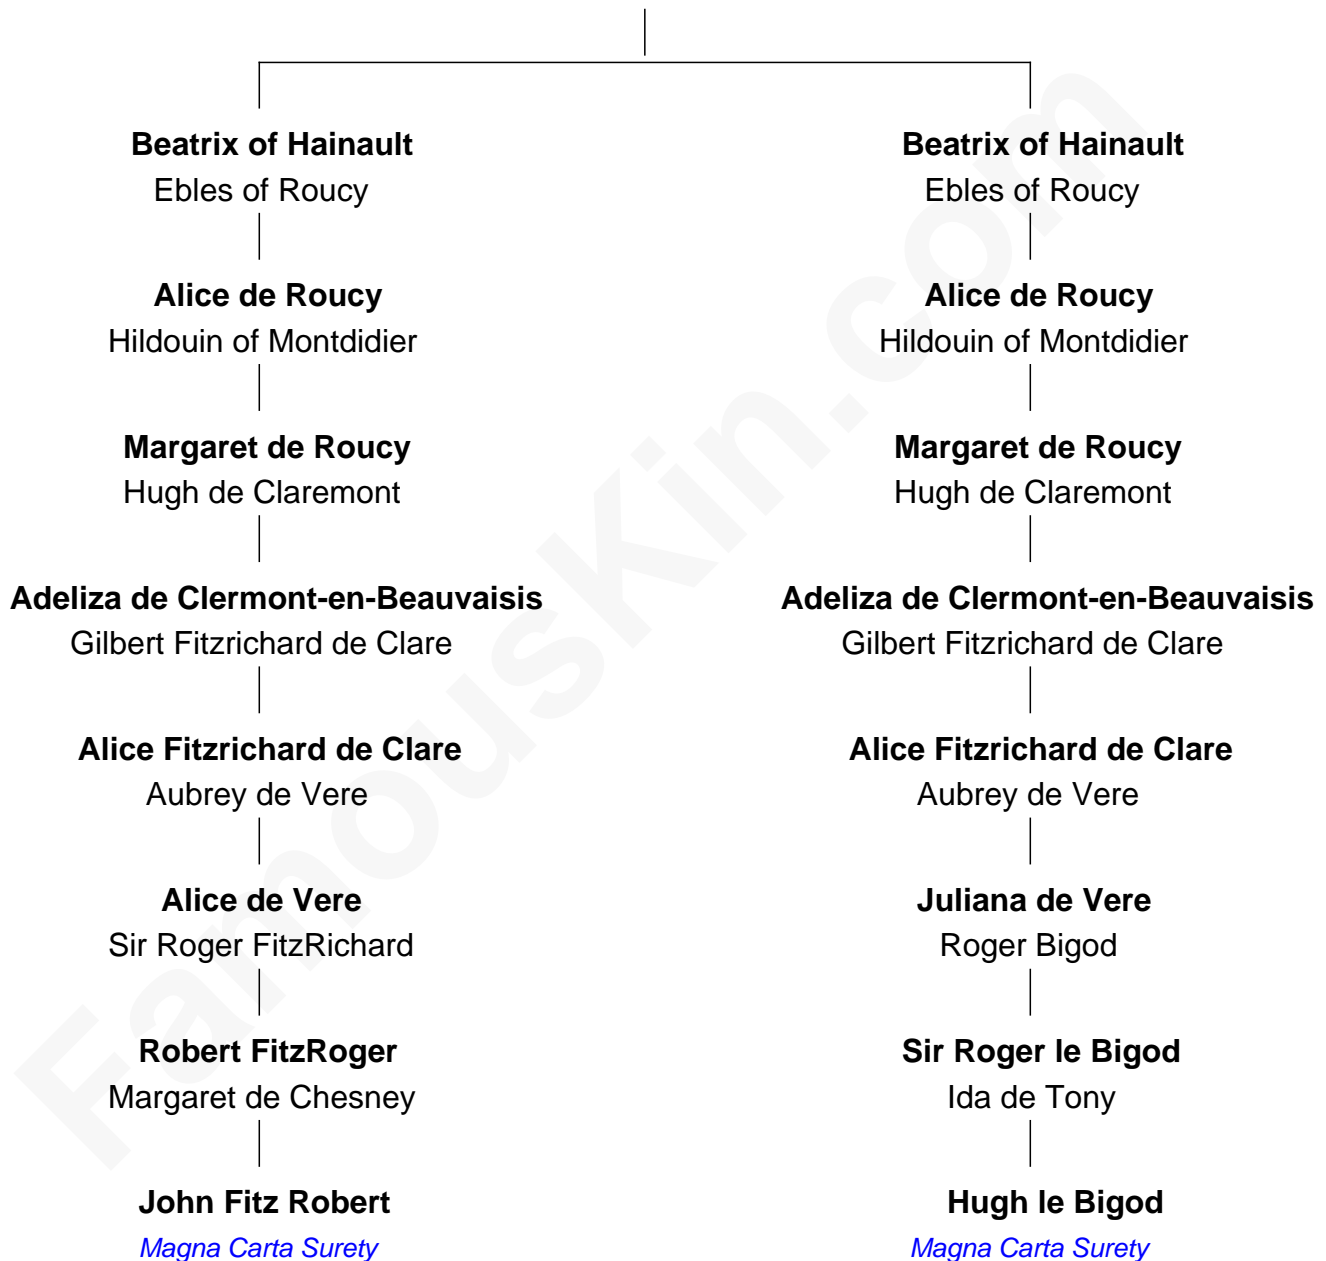 Beatrix of Hainault
Ebles of Roucy
Alice de Roucy
Hildouin of Montdidier
Margaret de Roucy
Hugh de Claremont
Adeliza de Clermont-en-Beauvaisis
Gilbert Fitzrichard de Clare
Alice Fitzrichard de Clare
Aubrey de Vere
Alice de Vere
Sir Roger FitzRichard
Robert FitzRoger
Margaret de Chesney
John Fitz Robert
Magna Carta Surety
Beatrix of Hainault
Ebles of Roucy
Alice de Roucy
Hildouin of Montdidier
Margaret de Roucy
Hugh de Claremont
Adeliza de Clermont-en-Beauvaisis
Gilbert Fitzrichard de Clare
Alice Fitzrichard de Clare
Aubrey de Vere
Juliana de Vere
Roger Bigod
Sir Roger le Bigod
Ida de Tony
Hugh le Bigod
Magna Carta Surety
FamousKin.com